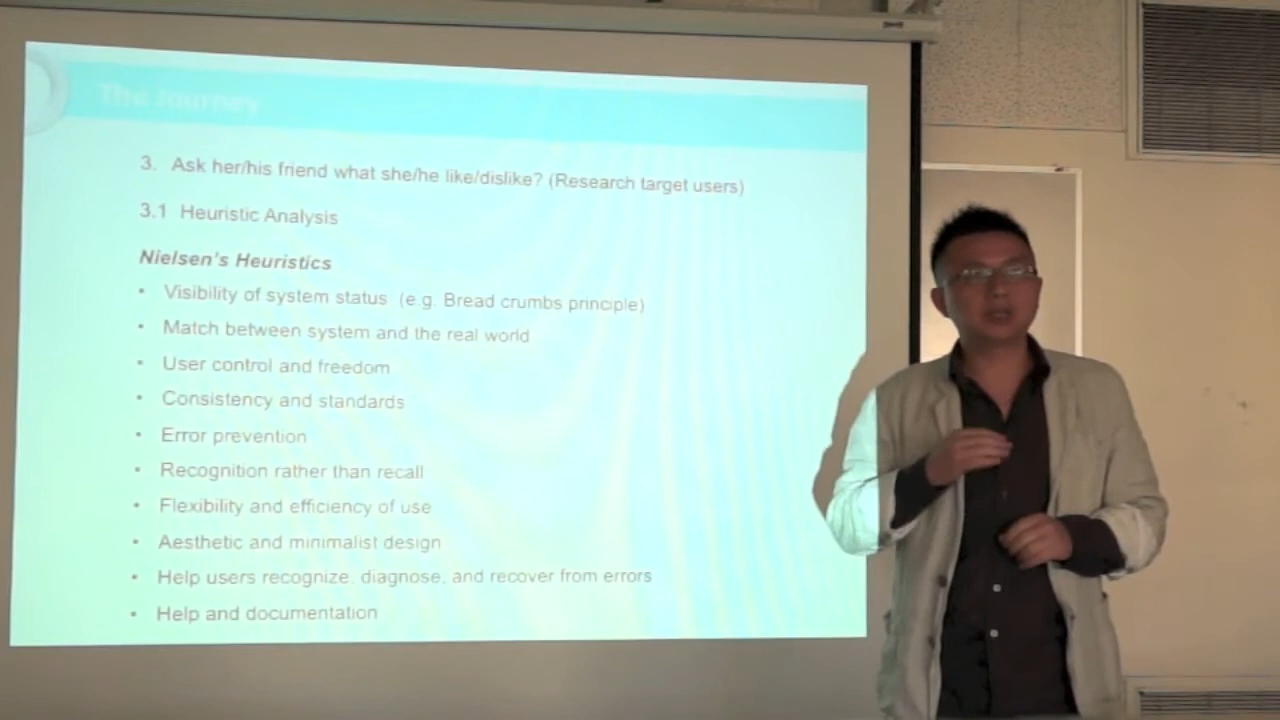 The Journey
3. Ask her/his friend what she/he like/dislike? (Research target users)
3.1 Heuristic Analysis
Nielsen's Heuristics
• Visibility of system status (e.g. Bread crumbs principle)
• Match between system and the real world
• User control and freedom
• Consistency and standards
• Error prevention
• Recognition rather than recall
• Flexibility and efficiency of use
• Aesthetic and minimalist design
• Help users recognize, diagnose, and recover from errors
• Help and documentation